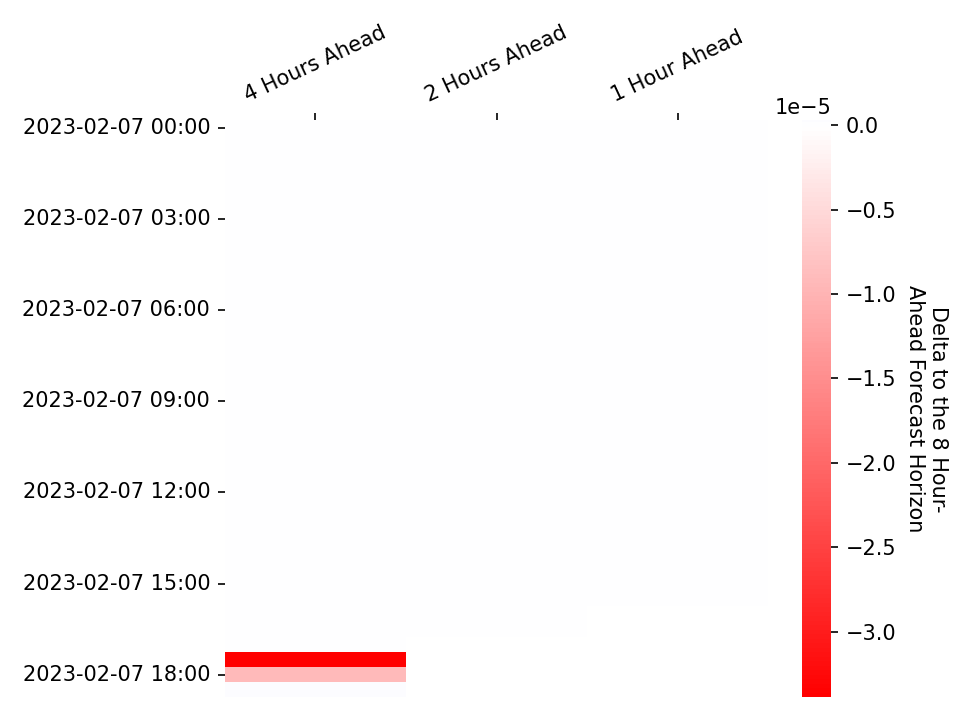 4 Hours Ahead
2 Hours Ahead
1 Hour Ahead
1e−5
2023-02-07 00:00
2023-02-07 03:00
2023-02-07 06:00
2023-02-07 09:00
2023-02-07 12:00
2023-02-07 15:00
2023-02-07 18:00
0.0
−0.5
−1.0
−1.5
−2.0
−2.5
−3.0
Delta to the 8 Hour-
Ahead Forecast Horizon